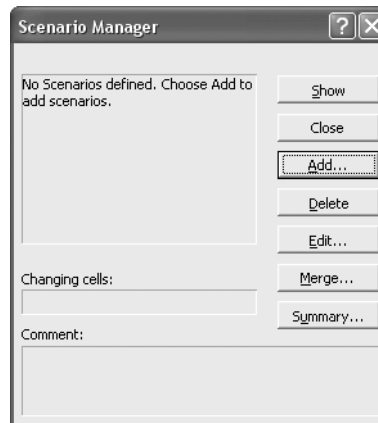 Scenario Manager
No Scenarios defined. Choose Add to
add scenarios.
Show
Close
Add...
Delete
Edit...
Merge...
Summary...
Changing cells:
Comment: